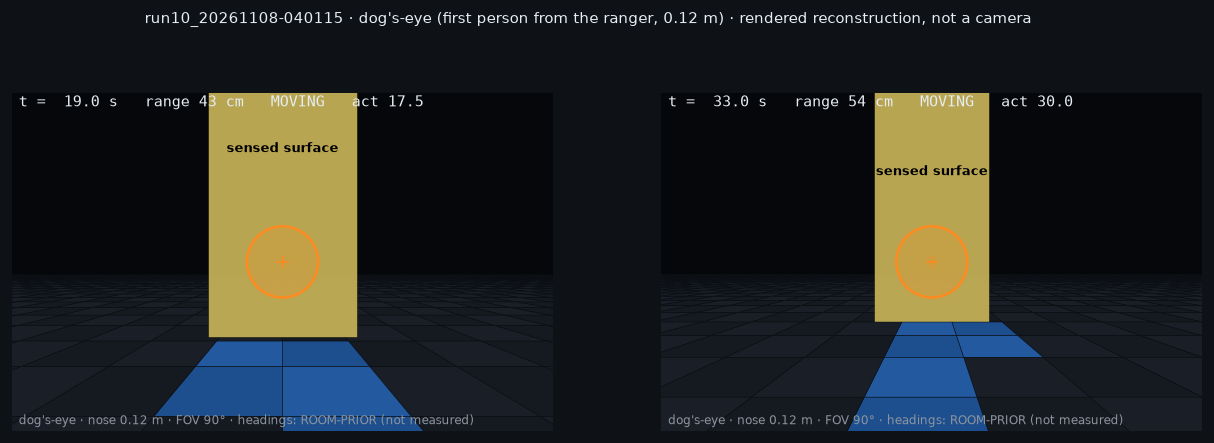 run10_20261108-040115 · dog's-eye (first person from the ranger, 0.12 m) · rendered reconstruction, not a camera
t =  19.0 s   range 43 cm   MOVING   act 17.5
sensed surface
dog's-eye · nose 0.12 m · FOV 90° · headings: ROOM-PRIOR (not measured)
t =  33.0 s   range 54 cm   MOVING   act 30.0
sensed surface
dog's-eye · nose 0.12 m · FOV 90° · headings: ROOM-PRIOR (not measured)